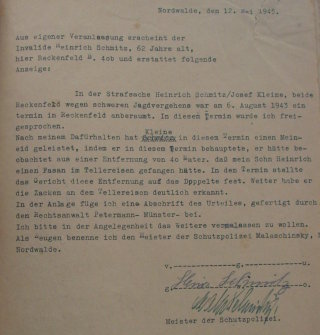 Nordwalde, den 12. Mai 1945.
Aus eigener Veranlassung erscheint der
Invalide Heinrich Schmitz, 62 Jahre alt,
hier Reckenfeld B 40b und erstattet folgende
Anzeige:
In der Strafsache Heinrich Schmitz/Josef Kleine, beide
Reckenfeld wegen schweren Jagdvergehens war am 6. August 1943 ein
Termin in Reckenfeld anberaumt. In diesem Termin wurde ich frei-
gesprochen.
Kleine
Nach meinem Dafürhalten hat in diesem Termin einen Mein-
eid geleistet, indem er in diesem Termin behauptete, er hätte be-
obachtet aus einer Entfernung von 40 Meter, daß mein Sohn Heinrich
einen Fasan im Tellereisen gefangen hätte. In dem Termin stellte
das Gericht diese Entfernung auf das Doppelte fest. Weiter habe er
die Zacken an dem Tellereisen deutlich erkannt.
In der Anlage füge ich eine Abschrift des Urteiles, gefertigt durch
den Rechtsanwalt Petermann- Münster- bei.
Ich bitte in der Angelegenheit das Weitere veranlassen zu wollen.
Als Zeugen benenne ich den Meister der Schutzpolizei Malaschinsky,
Nordwalde.
v.----------g.----------u.
g. u.
Heinr. Schmitz
Meister der Schutzpolizei.